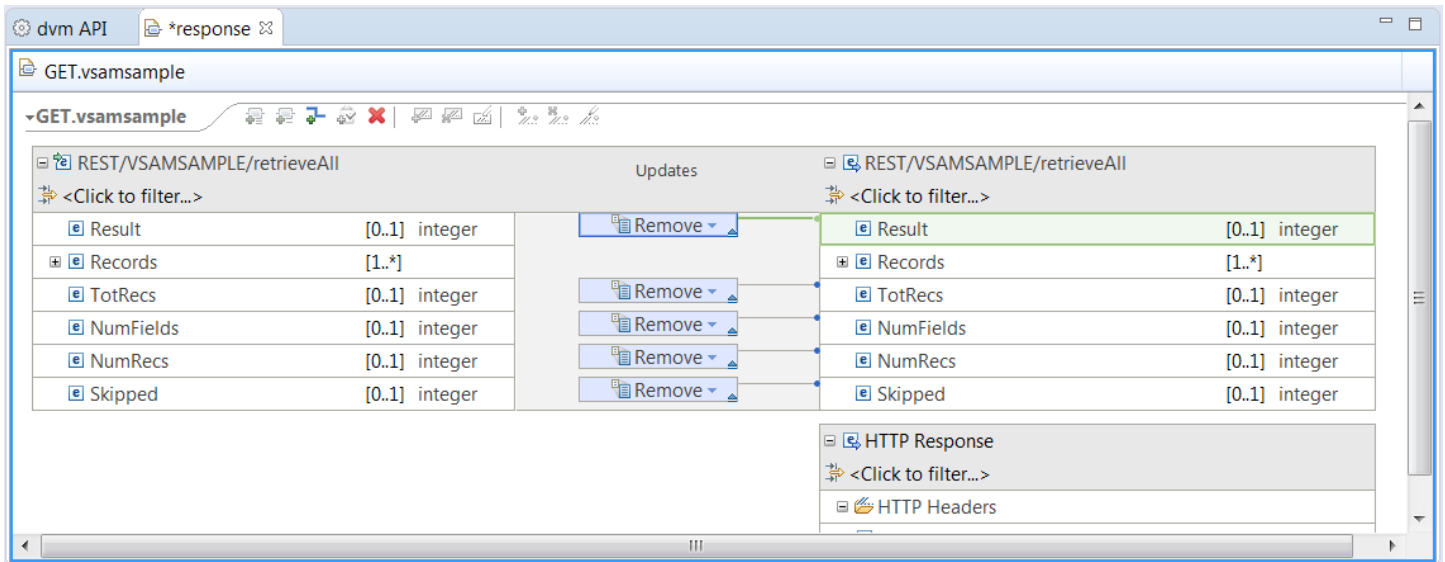 dvm API *response
GET.vsamsample
GET.vsamsample
REST/VSAMSAMPLE/retrieveAll Updates REST/VSAMSAMPLE/retrieveAll
<Click to filter...> <Click to filter...>
Result [0..1] integer Remove Result [0..1] integer
Records [1..*] Records [1..*]
TotRecs [0..1] integer Remove TotRecs [0..1] integer
NumFields [0..1] integer Remove NumFields [0..1] integer
NumRecs [0..1] integer Remove NumRecs [0..1] integer
Skipped [0..1] integer Remove Skipped [0..1] integer
HTTP Response
<Click to filter...>
HTTP Headers